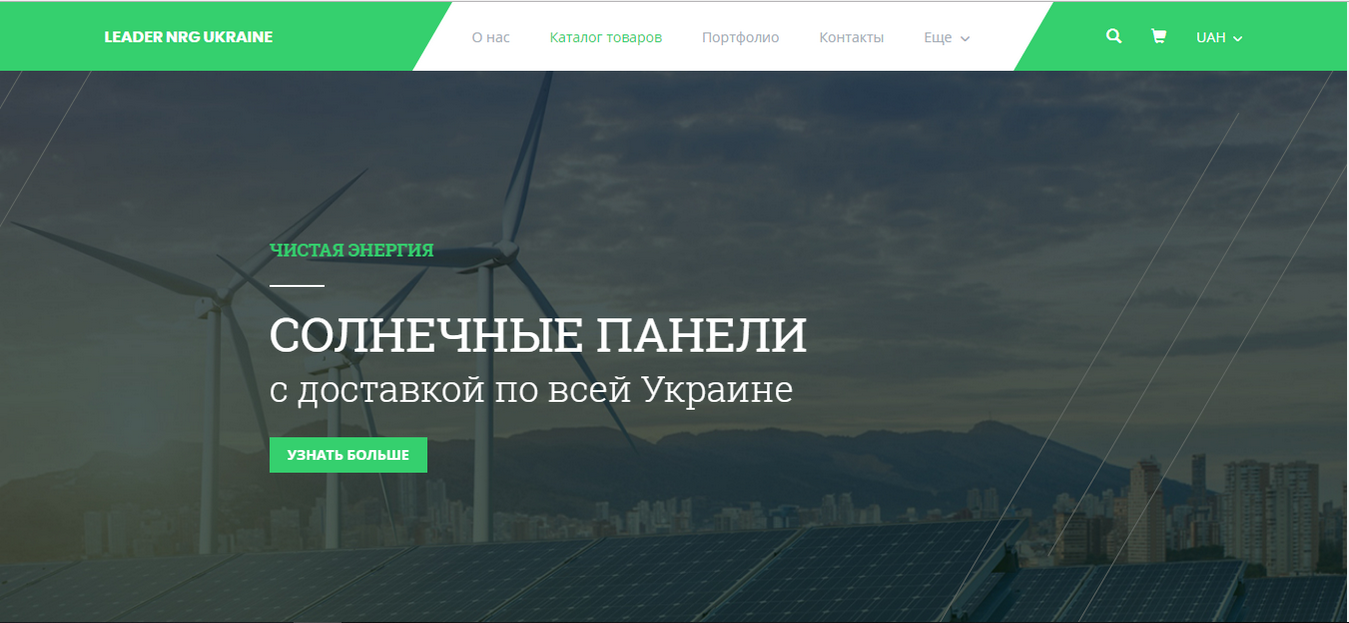 LEADER NRG UKRAINE
О нас
Каталог товаров
Портфолио
Контакты
Еще
UAH
ЧИСТАЯ ЭНЕРГИЯ
СОЛНЕЧНЫЕ ПАНЕЛИ
с доставкой по всей Украине
УЗНАТЬ БОЛЬШЕ